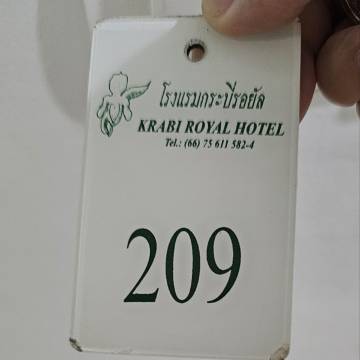 โรงแรมกระบี่รอยัล
KRABI ROYAL HOTEL
Tel.: (66) 75 611 582-4
209